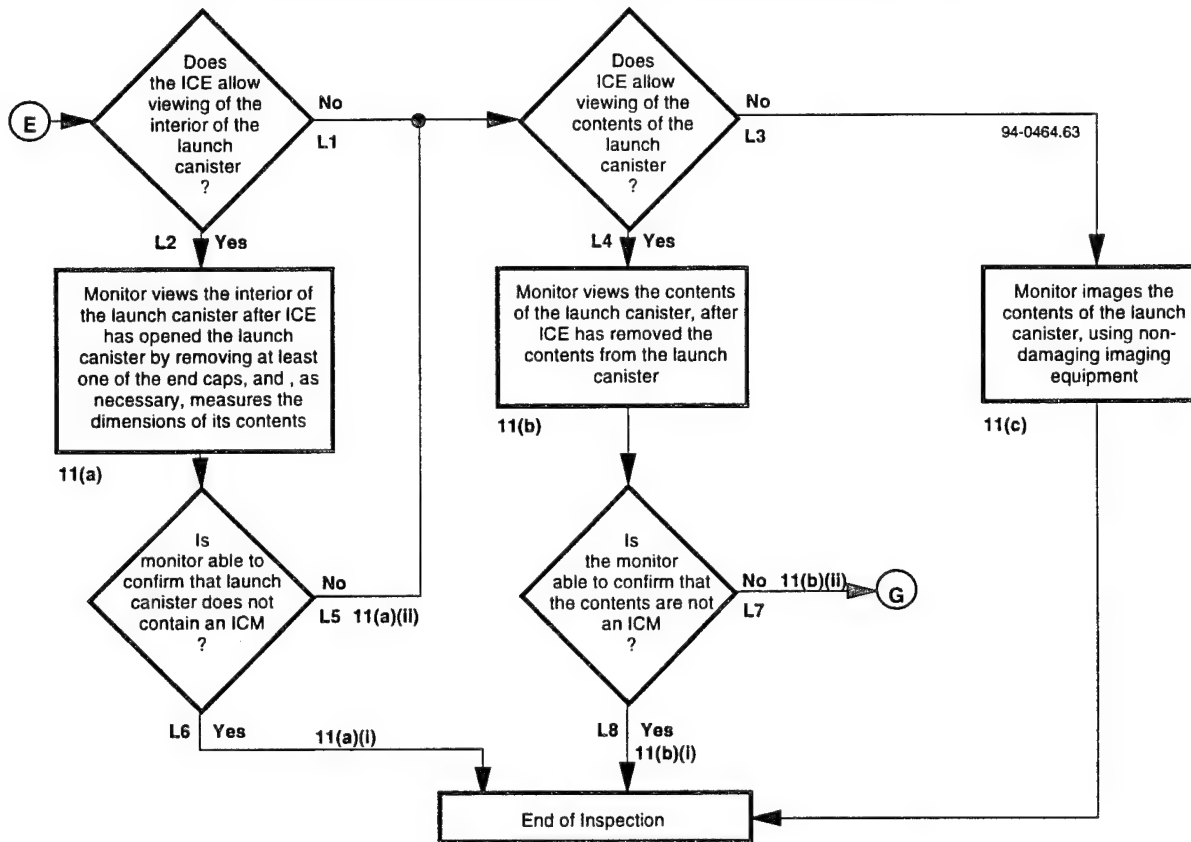 E
Does
the ICE allow
viewing of the
interior of the
launch
canister
?
No
L1
Does
ICE allow
viewing of the
contents of the
launch
canister
?
No
L3
94-0464.63
L2 Yes
L4 Yes
Monitor views the interior of
the launch canister after ICE
has opened the launch
canister by removing at least
one of the end caps, and , as
necessary, measures the
dimensions of its contents
11(a)
Monitor views the contents
of the launch canister, after
ICE has removed the
contents from the launch
canister
11(b)
Monitor images the
contents of the launch
canister, using non-
damaging imaging
equipment
11(c)
Is
monitor able to
confirm that launch
canister does not
contain an ICM
?
No
L5 11(a)(ii)
Is
the monitor
able to confirm that
the contents are not
an ICM
?
No 11(b)(ii)
L7
G
L6 Yes
11(a)(i)
L8 Yes
11(b)(i)
End of Inspection